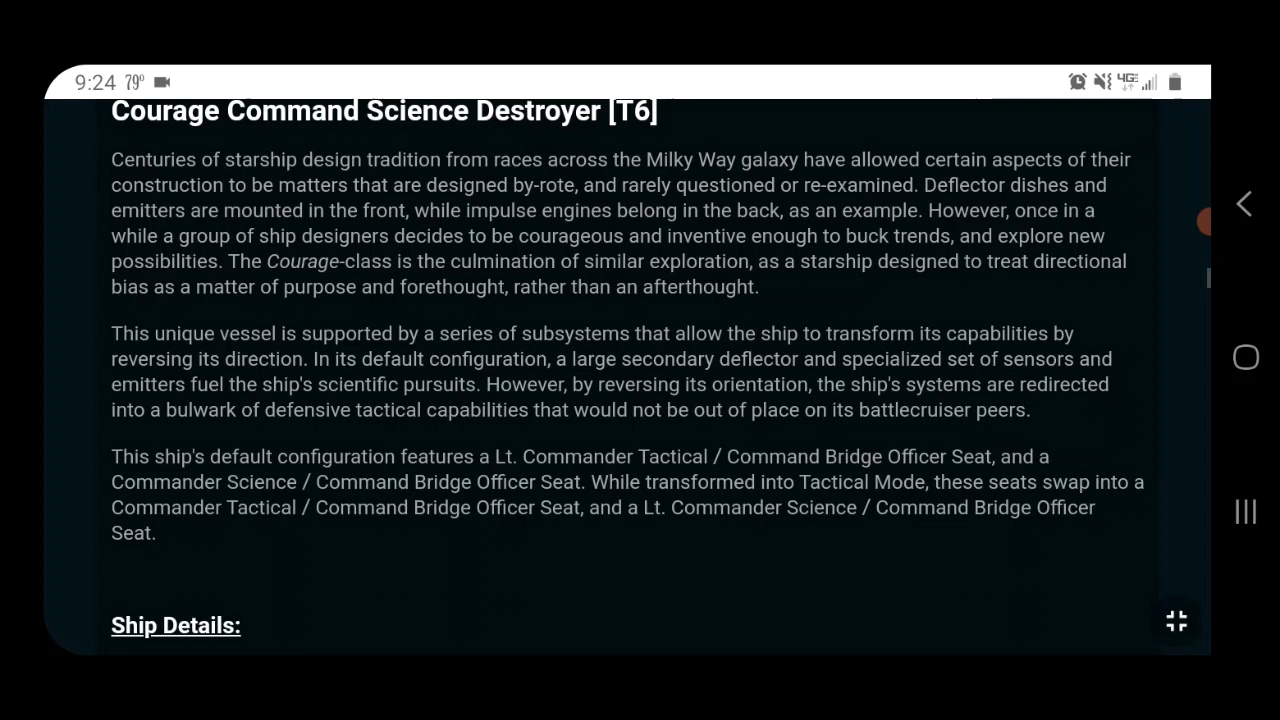 9:24 79°
4GE
Courage Command Science Destroyer [T6]
Centuries of starship design tradition from races across the Milky Way galaxy have allowed certain aspects of their
construction to be matters that are designed by-rote, and rarely questioned or re-examined. Deflector dishes and
emitters are mounted in the front, while impulse engines belong in the back, as an example. However, once in a
while a group of ship designers decides to be courageous and inventive enough to buck trends, and explore new
possibilities. The Courage-class is the culmination of similar exploration, as a starship designed to treat directional
bias as a matter of purpose and forethought, rather than an afterthought.
This unique vessel is supported by a series of subsystems that allow the ship to transform its capabilities by
reversing its direction. In its default configuration, a large secondary deflector and specialized set of sensors and
emitters fuel the ship's scientific pursuits. However, by reversing its orientation, the ship's systems are redirected
into a bulwark of defensive tactical capabilities that would not be out of place on its battlecruiser peers.
This ship's default configuration features a Lt. Commander Tactical / Command Bridge Officer Seat, and a
Commander Science / Command Bridge Officer Seat. While transformed into Tactical Mode, these seats swap into a
Commander Tactical / Command Bridge Officer Seat, and a Lt. Commander Science / Command Bridge Officer
Seat.
Ship Details: